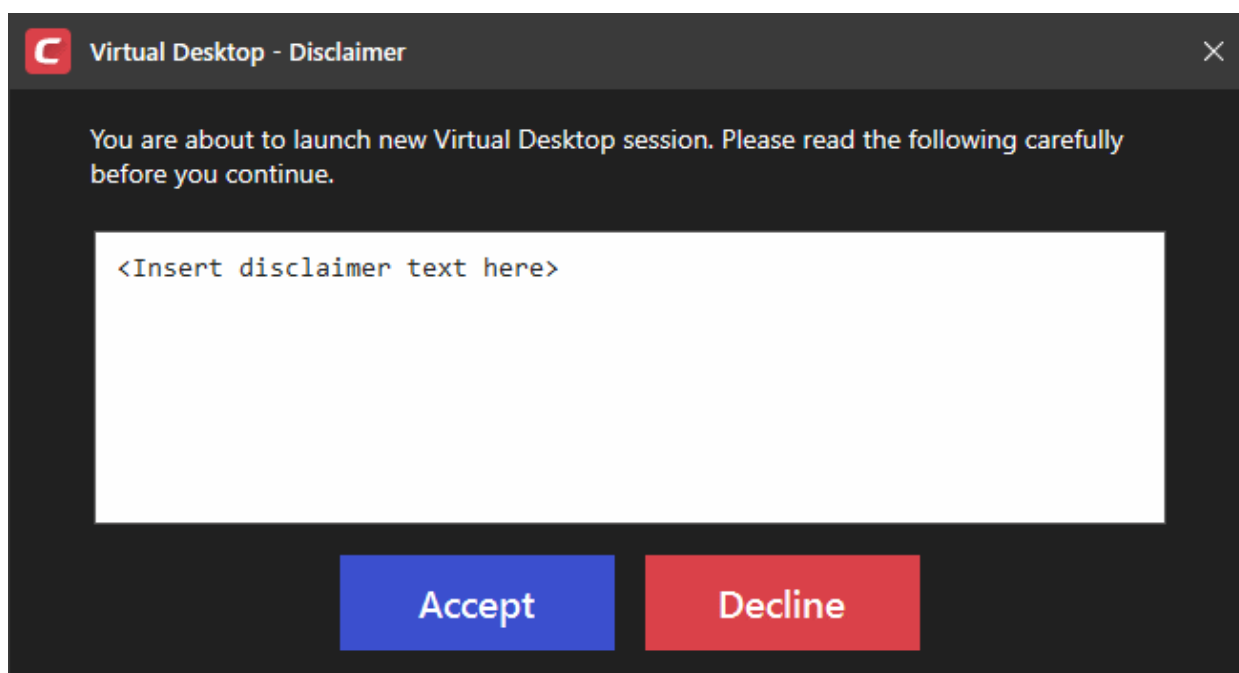 Virtual Desktop - Disclaimer
You are about to launch new Virtual Desktop session. Please read the following carefully
before you continue.
<Insert disclaimer text here>
Accept Decline